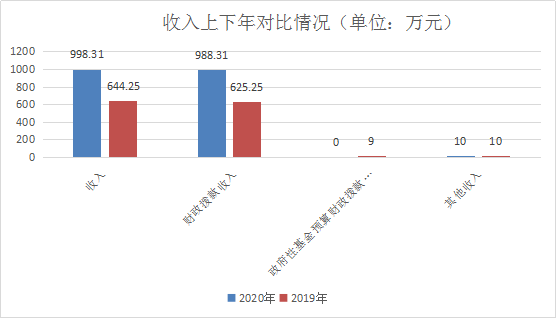 收入上下年对比情况（单位：万元）
1200
1000
800
600
400
200
0
998.31
644.25
988.31
625.25
0
9
10
10
收入
财政拨款收入
政府性基金预算财政拨款…
其他收入
2020年
2019年